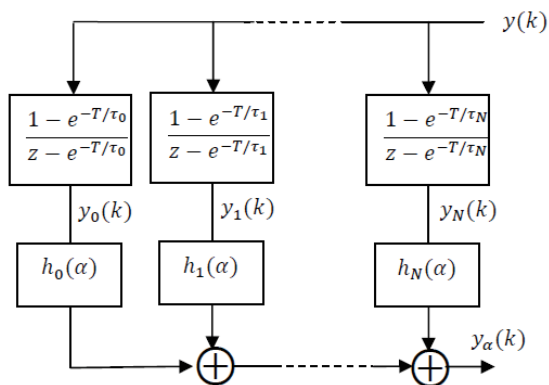 y(k)
1 − e^{−T/τ_0} / z − e^{−T/τ_0}
1 − e^{−T/τ_1} / z − e^{−T/τ_1}
1 − e^{−T/τ_N} / z − e^{−T/τ_N}
y_0(k)
y_1(k)
y_N(k)
h_0(α)
h_1(α)
h_N(α)
y_α(k)